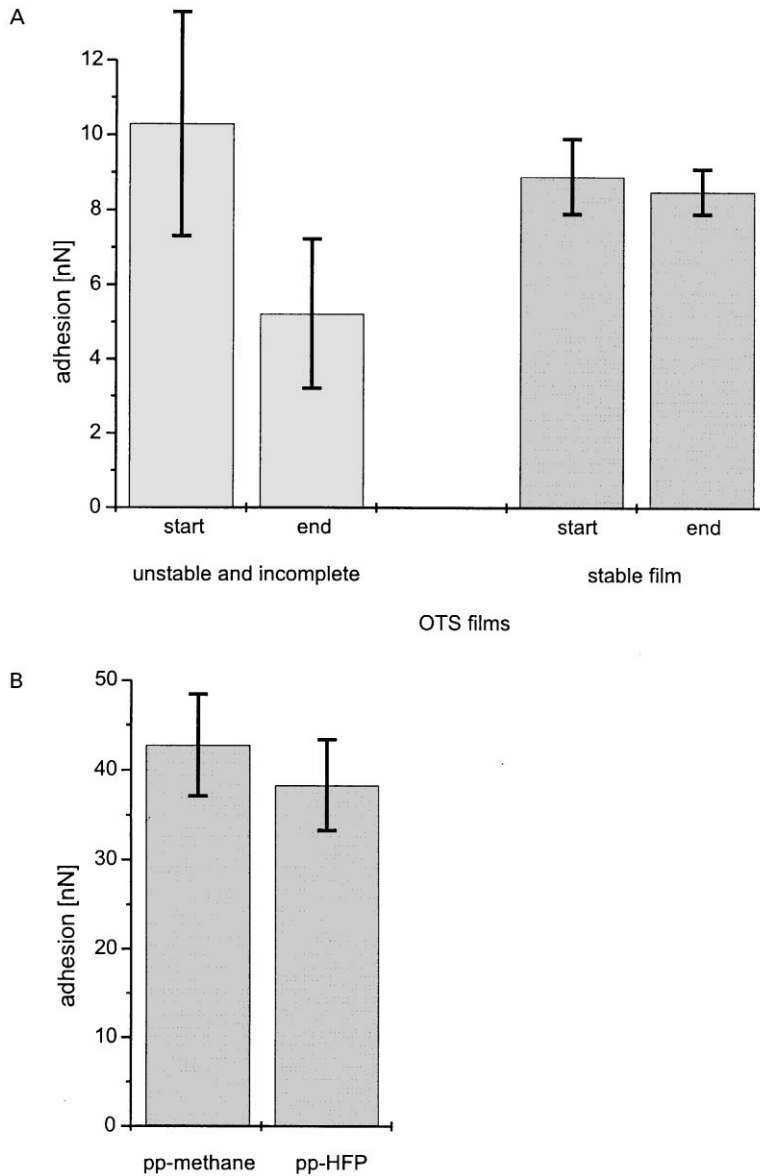 A
12
10
8
6
4
2
0
adhesion [nN]
start end start end
unstable and incomplete stable film
OTS films
B
50
40
30
20
10
0
adhesion [nN]
pp-methane pp-HFP